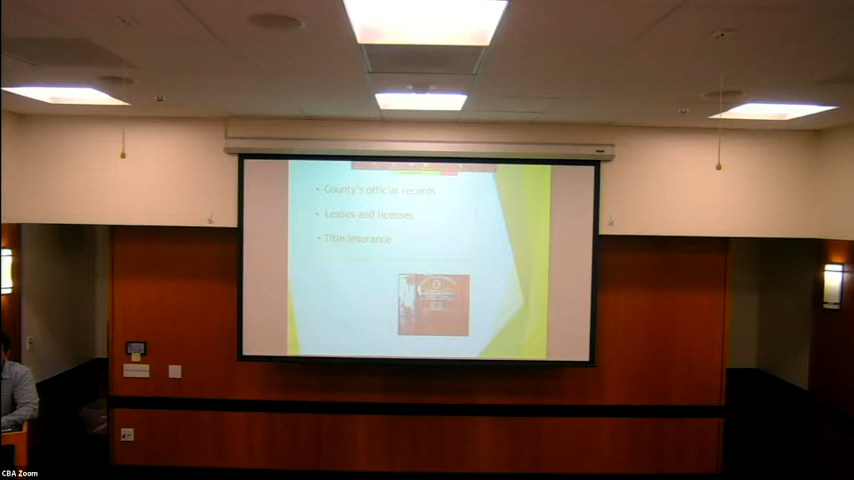 • County's official records
• Leases and licenses
• Title insurance
CBA Zoom